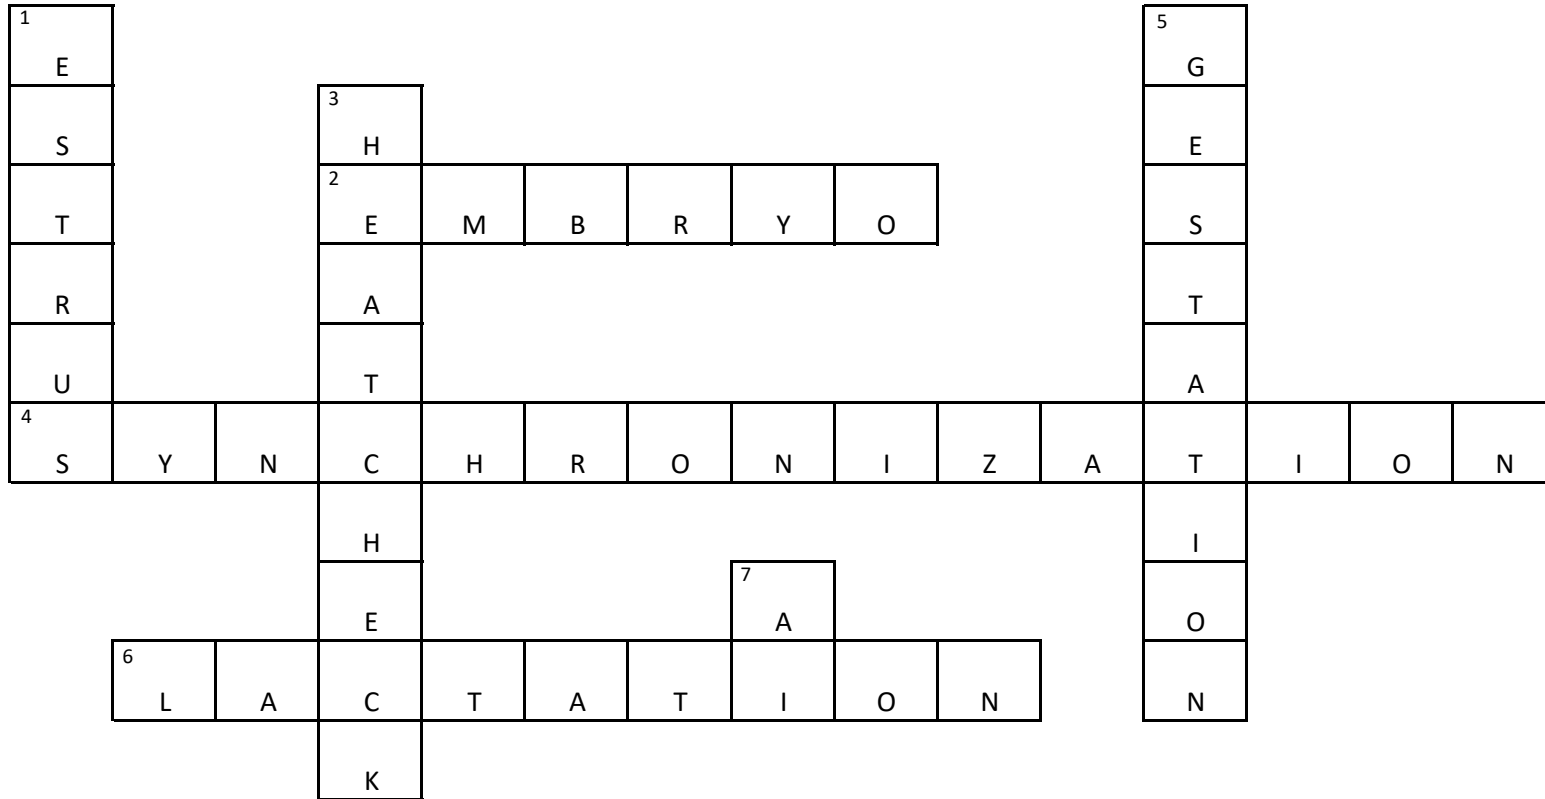 1 5
E G
3
S H E
2
T E M B R Y O S
R A T
U T A
4
S Y N C H R O N I Z A T I O N
H I
7
E A O
6
L A C T A T I O N N
K